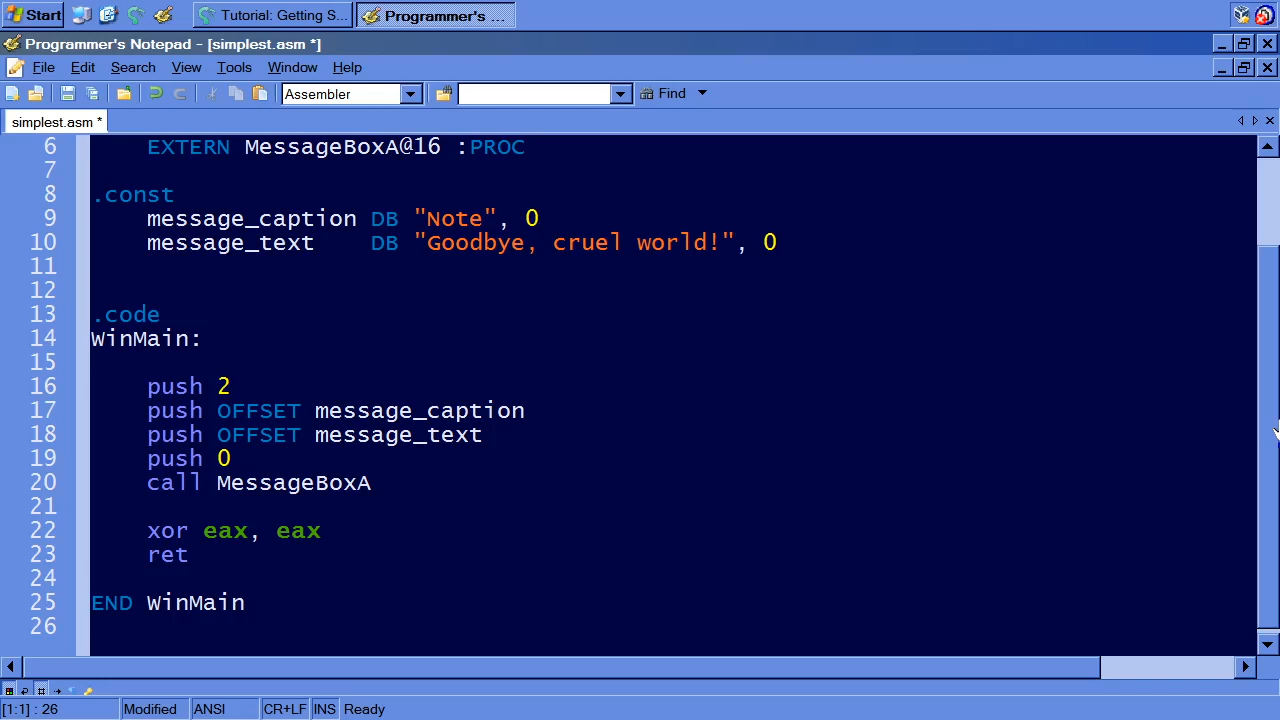 Start Tutorial: Getting S... Programmer's ...
Programmer's Notepad - [simplest.asm *]
File Edit Search View Tools Window Help
Assembler Find
simplest.asm *
6 EXTERN MessageBoxA@16 :PROC
7
8 .const
9 message_caption DB "Note", 0
10 message_text DB "Goodbye, cruel world!", 0
11
12
13 .code
14 WinMain:
15
16 push 2
17 push OFFSET message_caption
18 push OFFSET message_text
19 push 0
20 call MessageBoxA
21
22 xor eax, eax
23 ret
24
25 END WinMain
26
[1:1] : 26 Modified ANSI CR+LF INS Ready